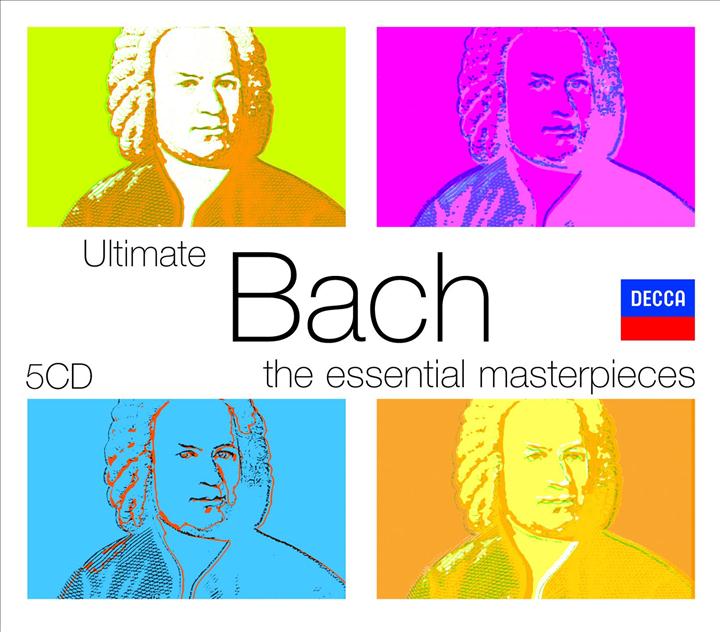 Ultimate
Bach
DECCA
5CD
the essential masterpieces